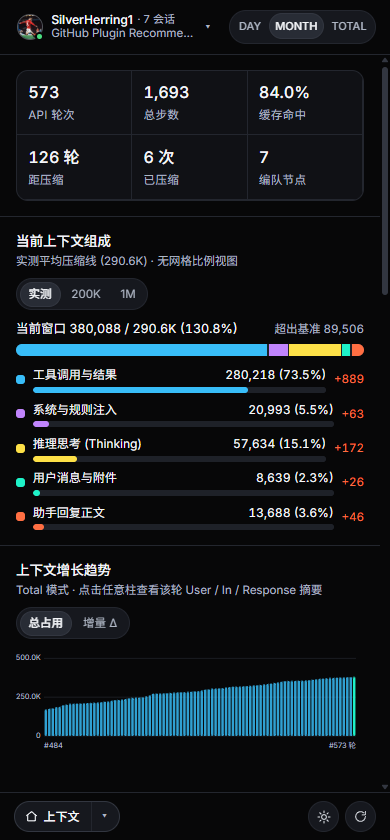 SilverHerring1 · 7 会话
GitHub Plugin Recomme...
DAY MONTH TOTAL
573 1,693 84.0%
API 轮次 总步数 缓存命中
126 轮 6 次 7
距压缩 已压缩 编队节点
当前上下文组成
实测平均压缩线 (290.6K) · 无网格比例视图
实测 200K 1M
当前窗口 380,088 / 290.6K (130.8%) 超出基准 89,506
工具调用与结果 280,218 (73.5%) +889
系统与规则注入 20,993 (5.5%) +63
推理思考 (Thinking) 57,634 (15.1%) +172
用户消息与附件 8,639 (2.3%) +26
助手回复正文 13,688 (3.6%) +46
上下文增长趋势
Total 模式 · 点击任意柱查看该轮 User / In / Response 摘要
总占用 增量 Δ
500.0K
250.0K
0
#484 #573 轮
上下文